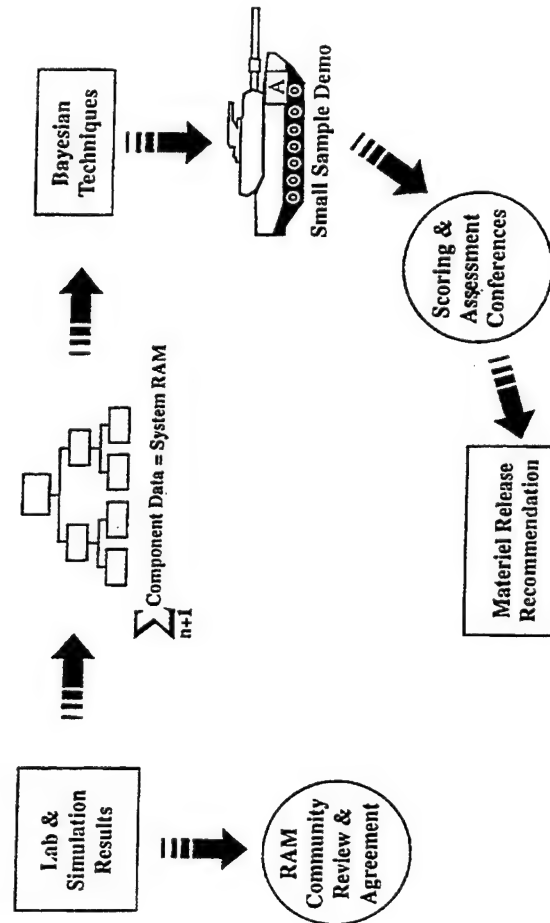 Lab &
Simulation
Results
RAM
Community
Review &
Agreement
∑ Component Data = System RAM
n+1
Bayesian
Techniques
A
Small Sample Demo
Scoring &
Assessment
Conferences
Materiel Release
Recommendation